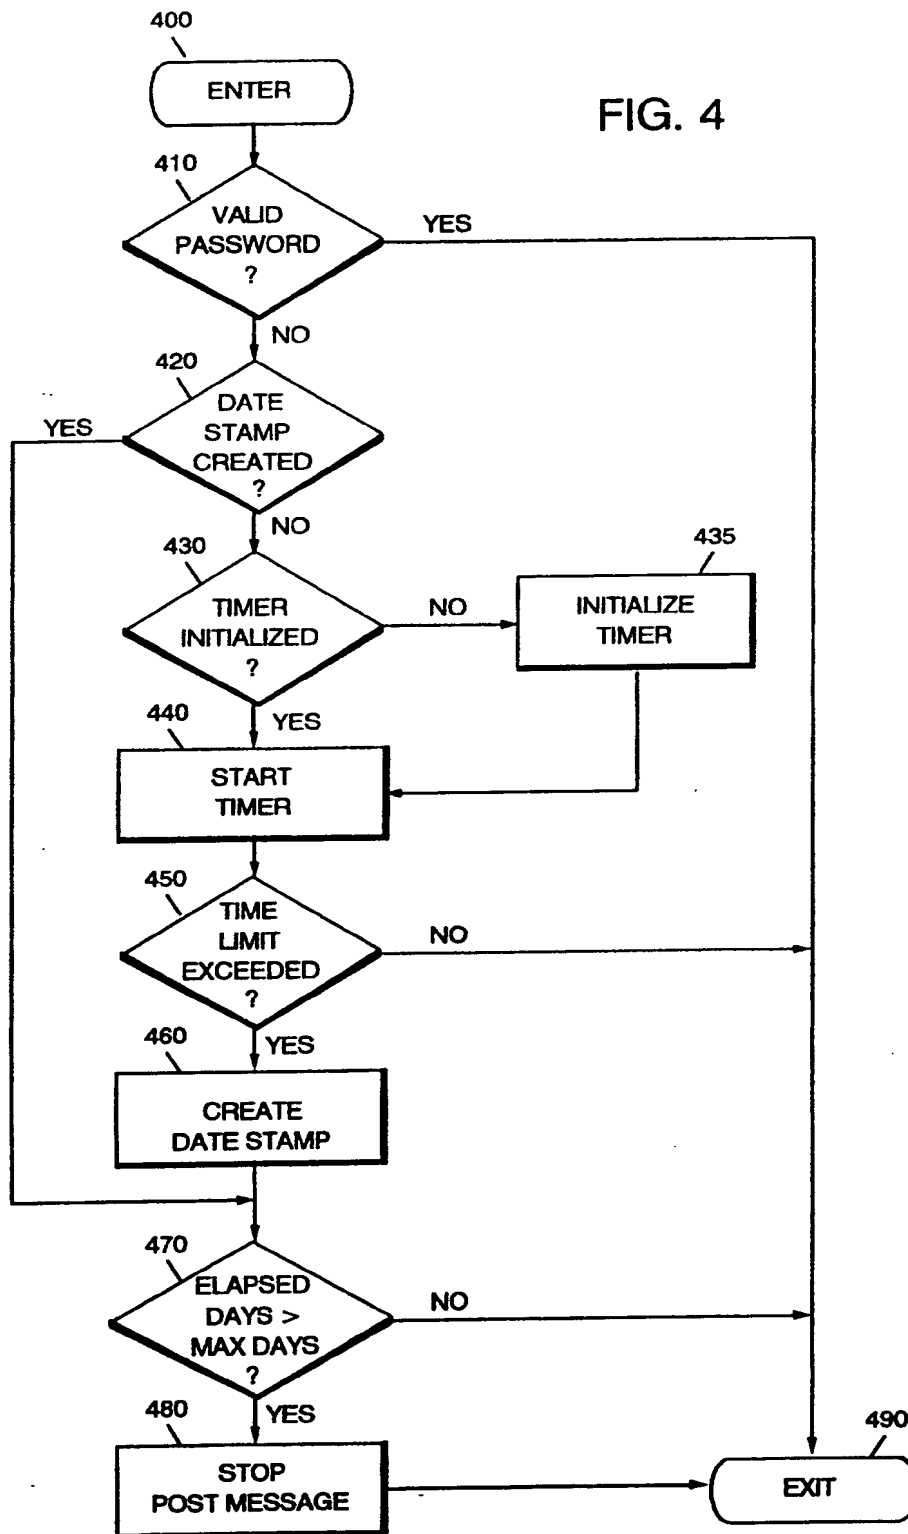 400
ENTER
FIG. 4
410
VALID
PASSWORD
?
YES
NO
420
DATE
STAMP
CREATED
?
YES
NO
430
TIMER
INITIALIZED
?
NO
435
INITIALIZE
TIMER
YES
440
START
TIMER
450
TIME
LIMIT
EXCEEDED
?
NO
YES
460
CREATE
DATE STAMP
470
ELAPSED
DAYS >
MAX DAYS
?
NO
YES
480
STOP
POST MESSAGE
490
EXIT